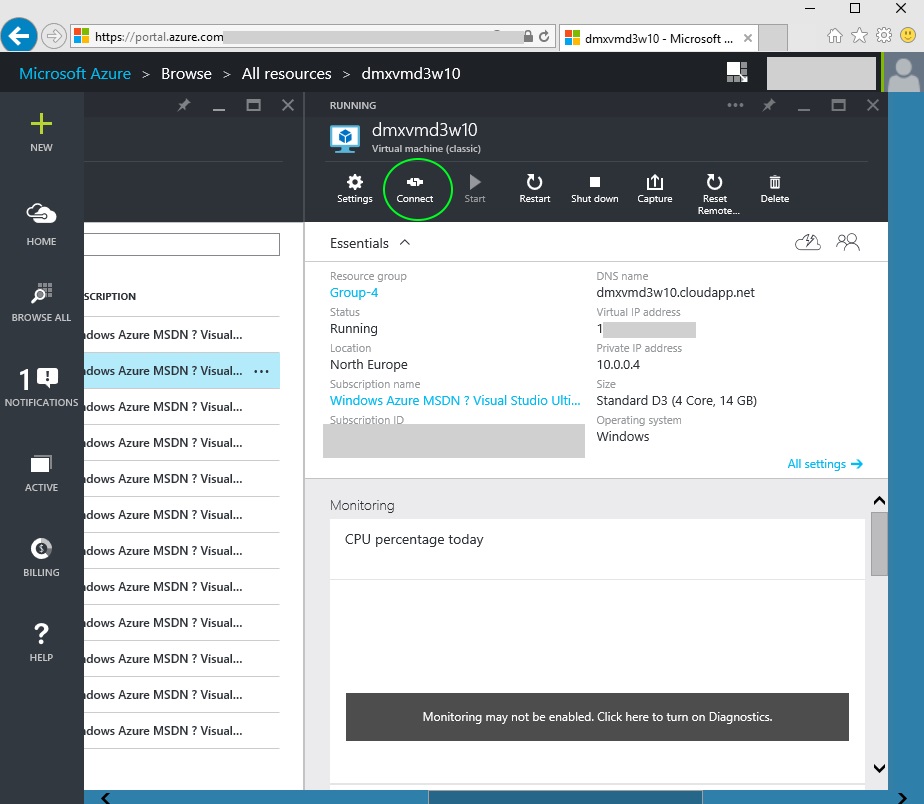 https://portal.azure.com
dmxvmd3w10 - Microsoft ...
Microsoft Azure > Browse > All resources > dmxvmd3w10
NEW
HOME
BROWSE ALL
1
NOTIFICATIONS
ACTIVE
BILLING
HELP
SCRIPTION
ndows Azure MSDN ? Visual...
ndows Azure MSDN ? Visual... ...
ndows Azure MSDN ? Visual...
ndows Azure MSDN ? Visual...
ndows Azure MSDN ? Visual...
ndows Azure MSDN ? Visual...
ndows Azure MSDN ? Visual...
ndows Azure MSDN ? Visual...
ndows Azure MSDN ? Visual...
ndows Azure MSDN ? Visual...
ndows Azure MSDN ? Visual...
ndows Azure MSDN ? Visual...
RUNNING
dmxvmd3w10
Virtual machine (classic)
Settings
Connect
Start
Restart
Shut down
Capture
Reset
Remote...
Delete
Essentials
Resource group
Group-4
Status
Running
Location
North Europe
Subscription name
Windows Azure MSDN ? Visual Studio Ulti...
Subscription ID
DNS name
dmxvmd3w10.cloudapp.net
Virtual IP address
1
Private IP address
10.0.0.4
Size
Standard D3 (4 Core, 14 GB)
Operating system
Windows
All settings →
Monitoring
CPU percentage today
Monitoring may not be enabled. Click here to turn on Diagnostics.